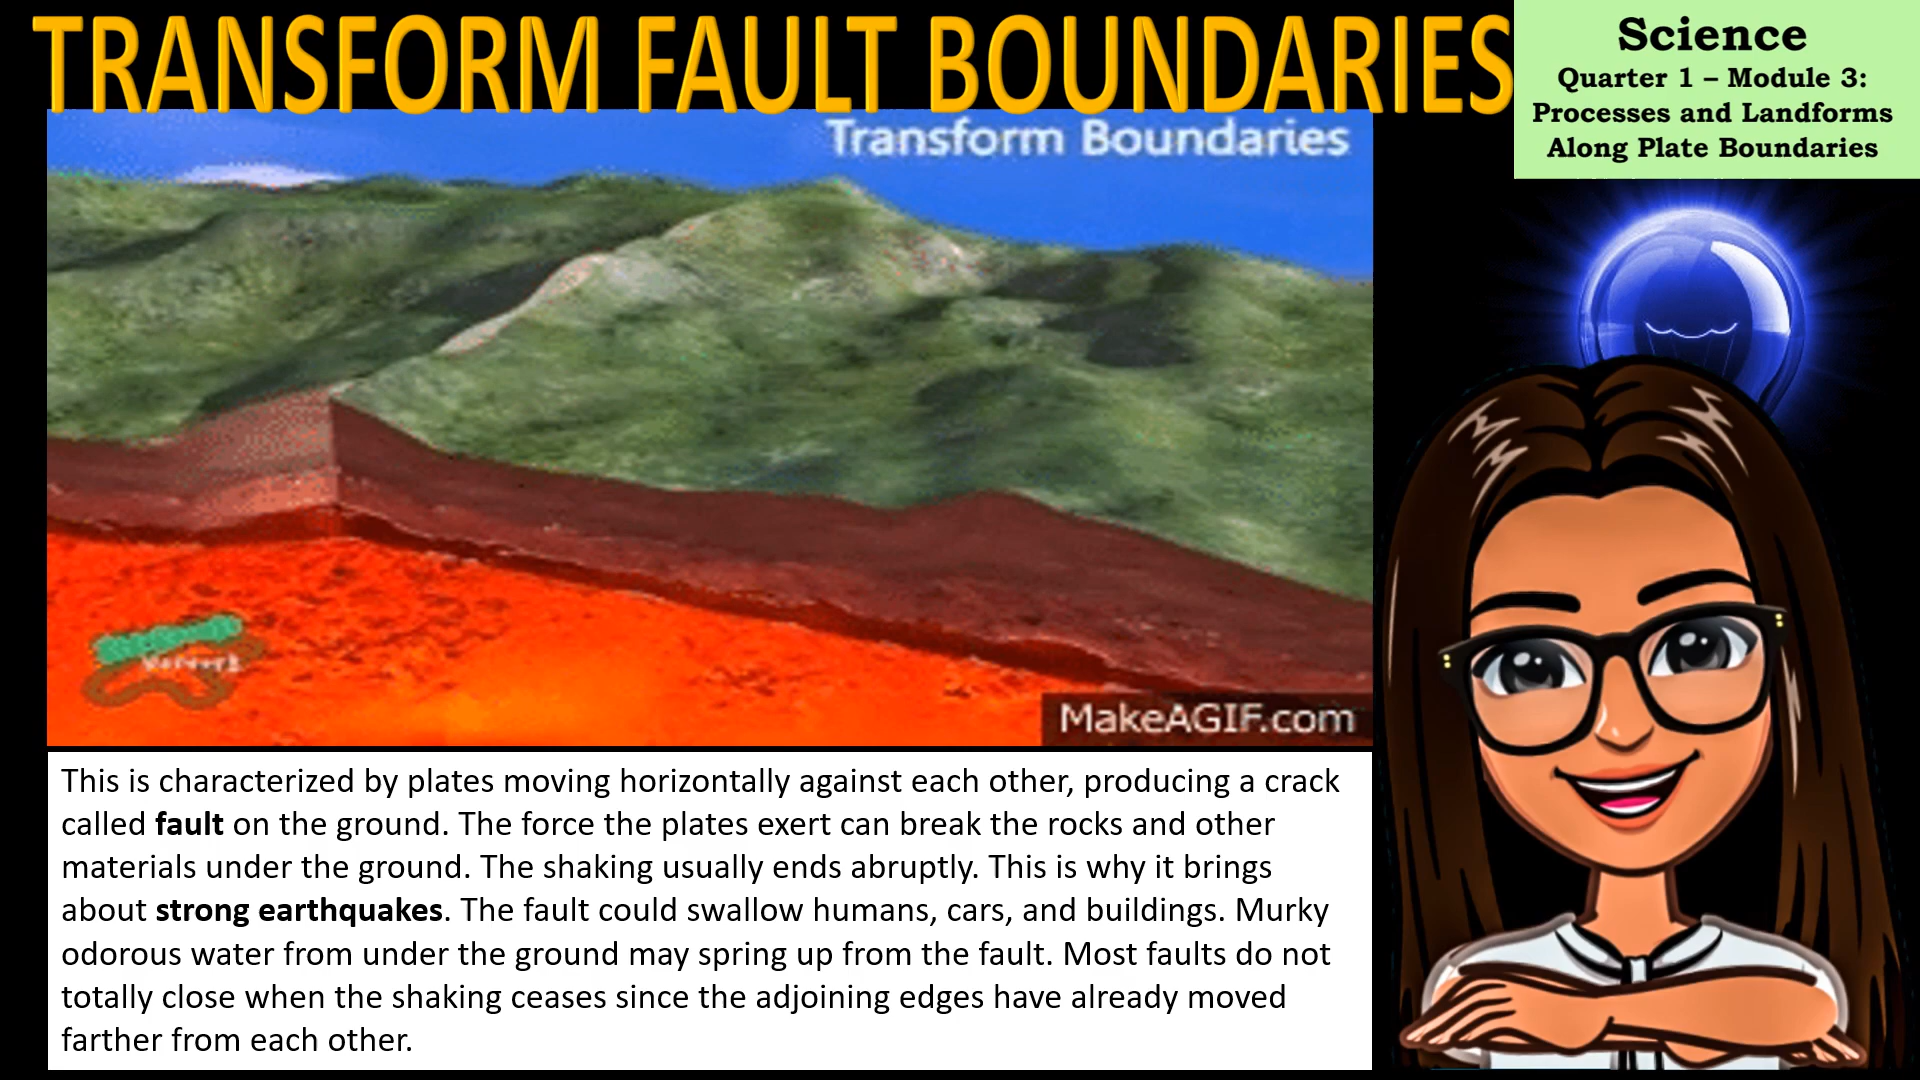 TRANSFORM FAULT BOUNDARIES
Science
Quarter 1 – Module 3:
Processes and Landforms
Along Plate Boundaries
Transform Boundaries
MakeAGIF.com
This is characterized by plates moving horizontally against each other, producing a crack
called fault on the ground. The force the plates exert can break the rocks and other
materials under the ground. The shaking usually ends abruptly. This is why it brings
about strong earthquakes. The fault could swallow humans, cars, and buildings. Murky
odorous water from under the ground may spring up from the fault. Most faults do not
totally close when the shaking ceases since the adjoining edges have already moved
farther from each other.